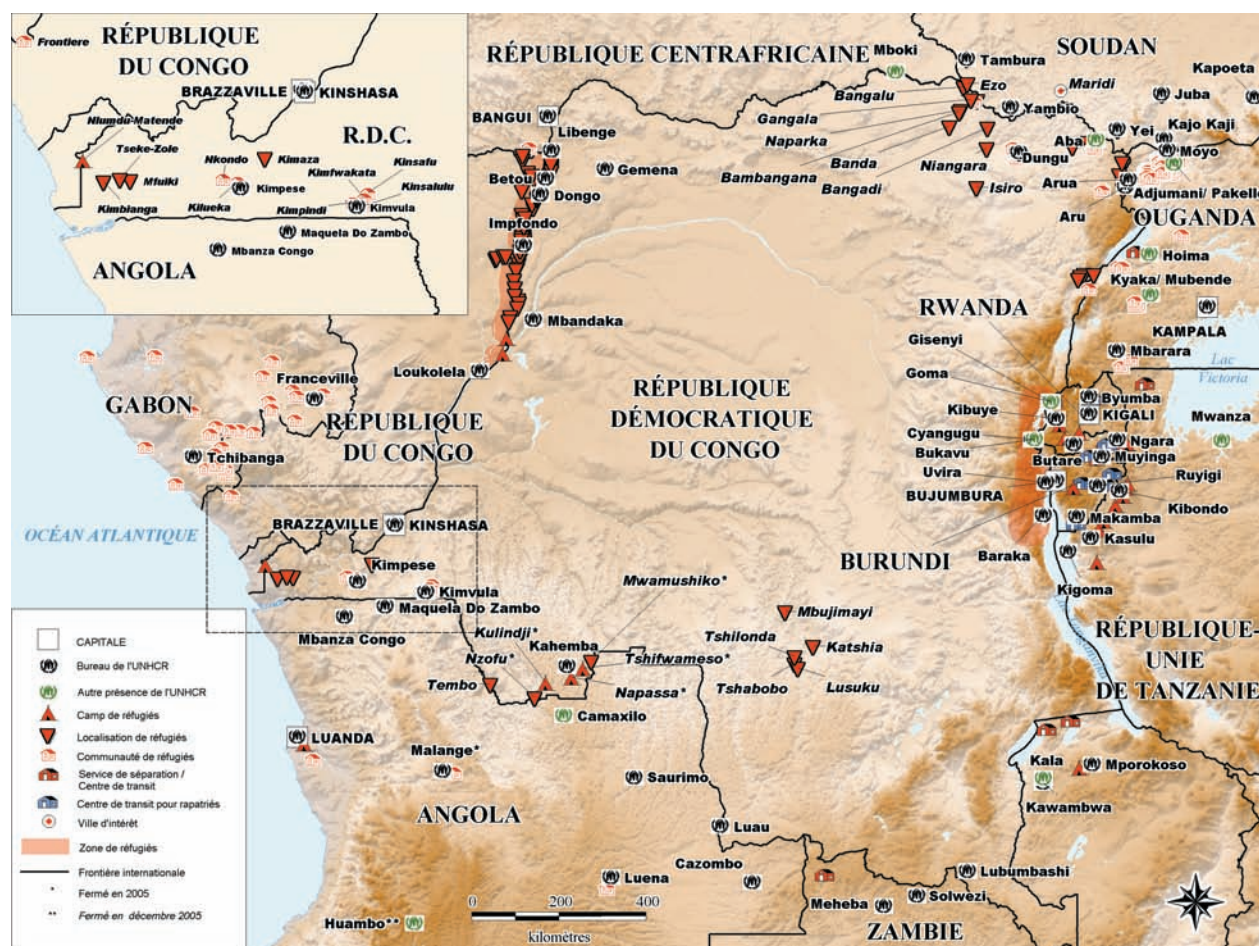 RÉPUBLIQUE
DU CONGO
Frontiere
BRAZZAVILLE
KINSHASA
Nlumdu-Matende
R.D.C.
Tseke-Zole
Nkondo
Kimaza
Kinsafu
Kimfwakata
Mfuiki
Kimpese
Kinsalulu
Kimbianga
Kilueka
Kimpindi
Kimvula
Maquela Do Zambo
Mbanza Congo
ANGOLA
RÉPUBLIQUE CENTRAFRICAINE
Mboki
SOUDAN
Tambura
Kapoeta
Bangalu
Ezo
Maridi
Juba
BANGUI
Gangala
Yambio
Libenge
Naparka
Yei
Kajo Kaji
Aba
Moyo
Banda
Niangara
Dungu
Gemena
Betou
Bambangana
Arua
Dongo
Bangadi
Isiro
Adjumani/ Pakelle
Aru
Impfondo
OUGANDA
Hoima
Kyaka/ Mubende
RWANDA
Mbandaka
KAMPALA
Gisenyi
Mbarara
Lac
Victoria
Loukolela
Goma
RÉPUBLIQUE
DÉMOCRATIQUE
DU CONGO
Franceville
GABON
RÉPUBLIQUE
DU CONGO
Byumba
Kibuye
KIGALI
Mwanza
Cyangugu
Ngara
Bukavu
Butare
Muyinga
Tchibanga
Uvira
Ruyigi
BUJUMBURA
Kibondo
OCÉAN ATLANTIQUE
BRAZZAVILLE
KINSHASA
Makamba
Kasulu
BURUNDI
Baraka
Kimpese
Mwamushiko*
Kimvula
Kigoma
Maquela Do Zambo
Mbujimayi
Mbanza Congo
Kulindji*
Kahemba
Tshilonda
Katshia
Nzofu*
Tshifwameso*
RÉPUBLIQUE-
UNIE
DE TANZANIE
Tembo
Napassa*
Tshabobo
Lusuku
Camaxilo
LUANDA
Malange*
Saurimo
Kala
Mporokoso
Kawambwa
ANGOLA
Luau
Cazombo
Lubumbashi
Luena
Solwezi
Meheba
Huambo**
0
200
400
kilomètres
ZAMBIE
CAPITALE
Bureau de l'UNHCR
Autre présence de l'UNHCR
Camp de réfugiés
Localisation de réfugiés
Communauté de réfugiés
Service de séparation /
Centre de transit
Centre de transit pour rapatriés
Ville d'intérêt
Zone de réfugiés
Frontière internationale
* Fermé en 2005
** Fermé en décembre 2005